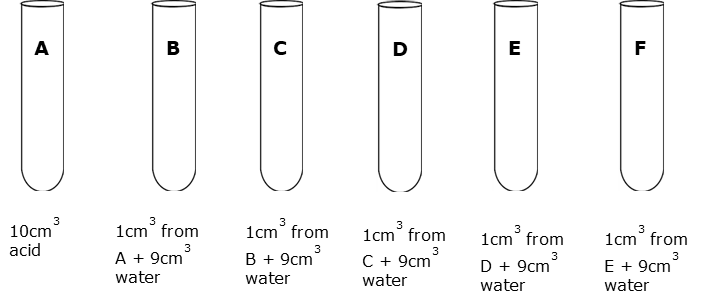 A
B
C
D
E
F
10cm³
acid
1cm³ from
A + 9cm³
water
1cm³ from
B + 9cm³
water
1cm³ from
C + 9cm³
water
1cm³ from
D + 9cm³
water
1cm³ from
E + 9cm³
water